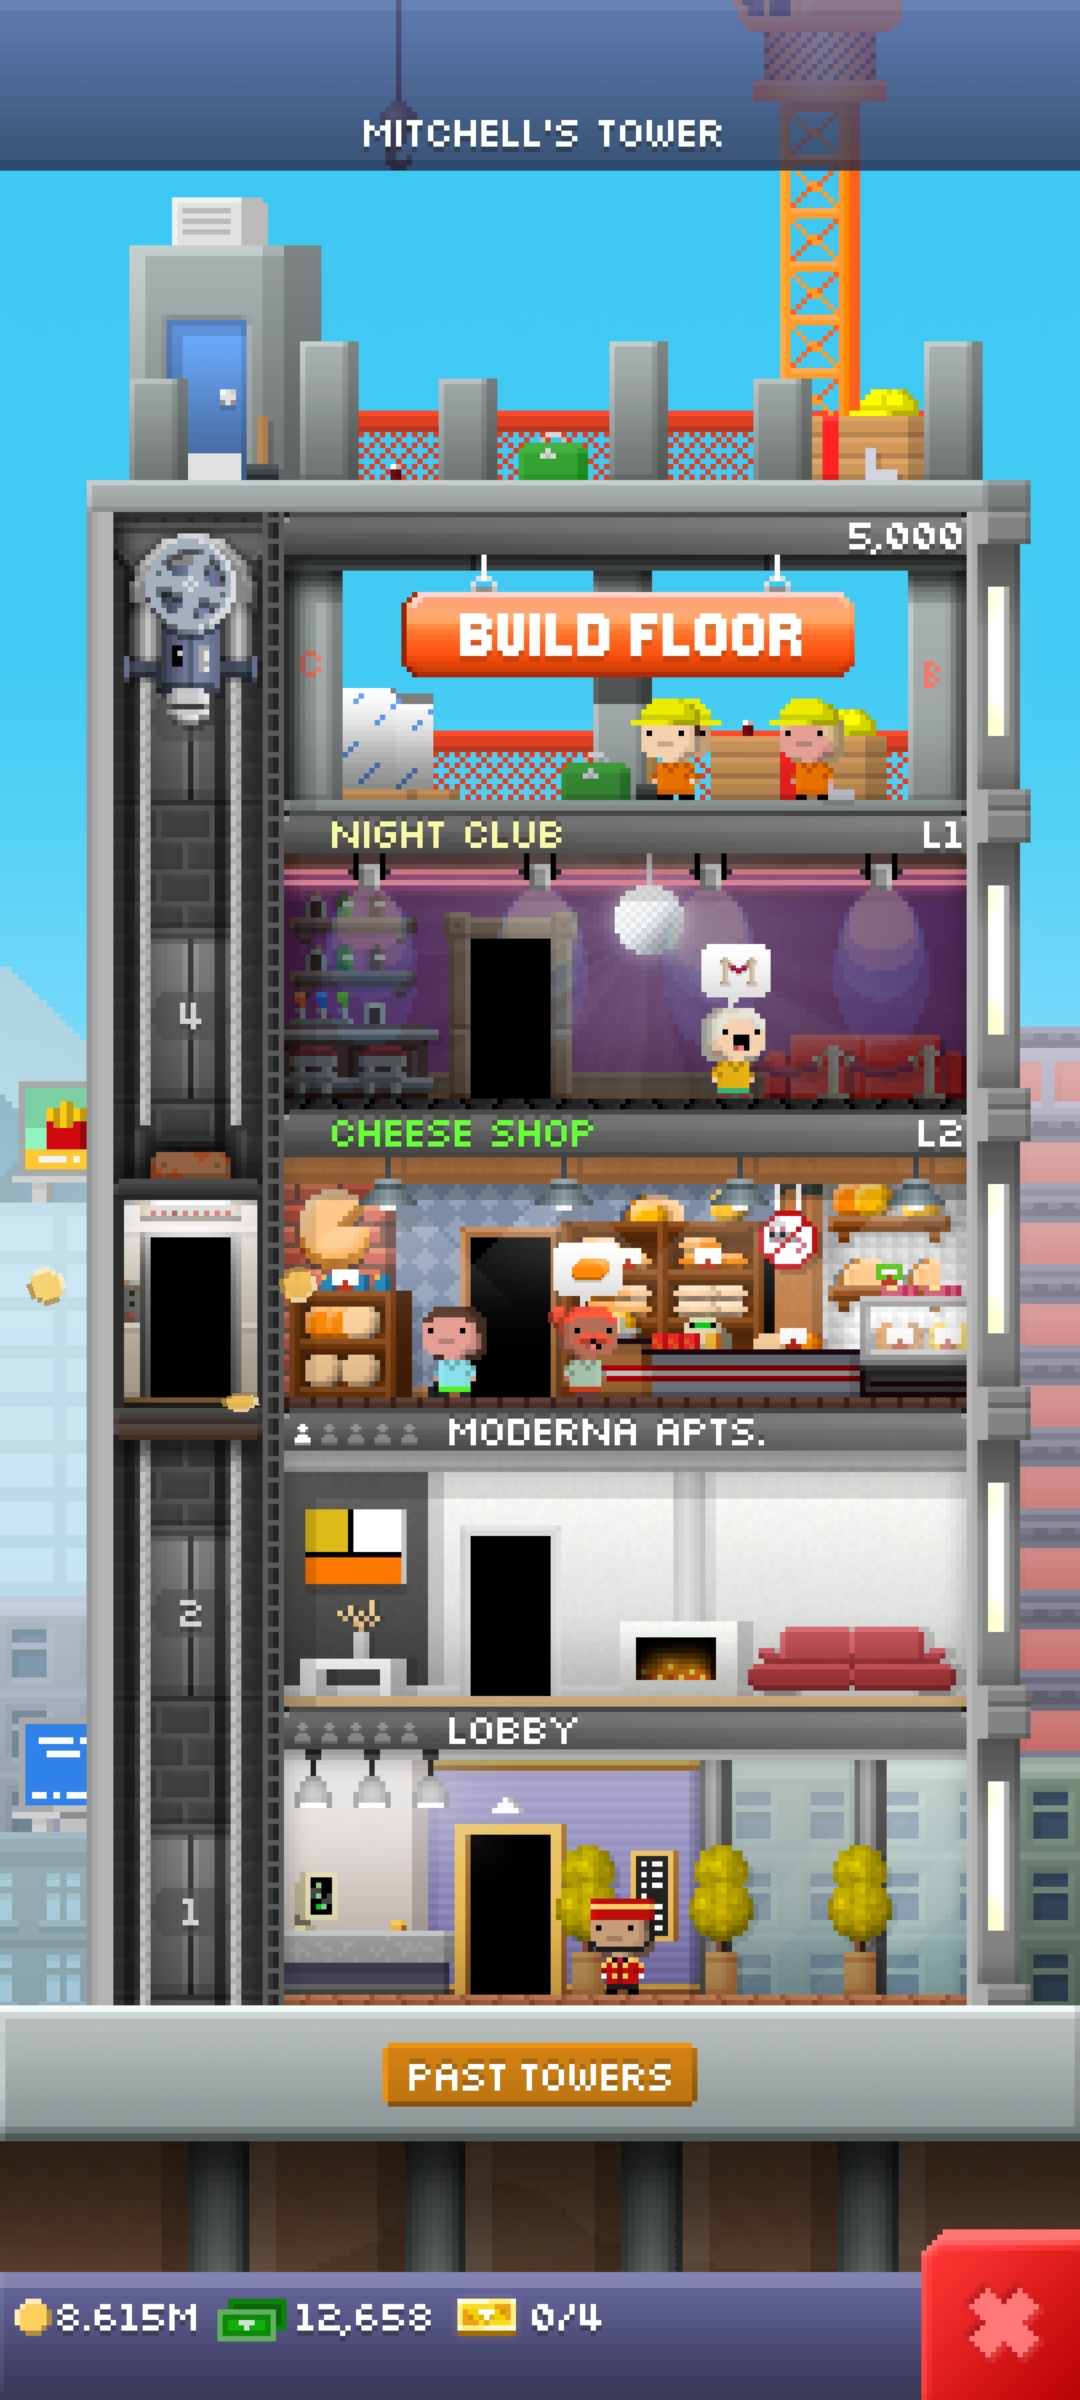 MITCHELL'S TOWER
5,000
BUILD FLOOR
C
B
NIGHT CLUB L1
4
M
CHEESE SHOP L2
MODERNA APTS.
2
LOBBY
1
PAST TOWERS
8.615M 12,658 0/4